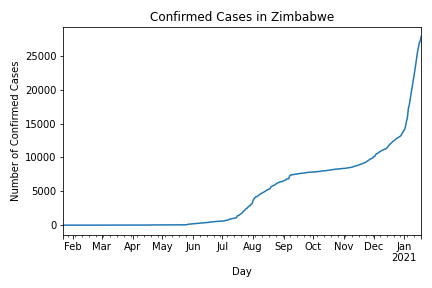 Confirmed Cases in Zimbabwe
Number of Confirmed Cases
25000
20000
15000
10000
5000
0
Feb Mar Apr May Jun Jul Aug Sep Oct Nov Dec Jan
2021
Day